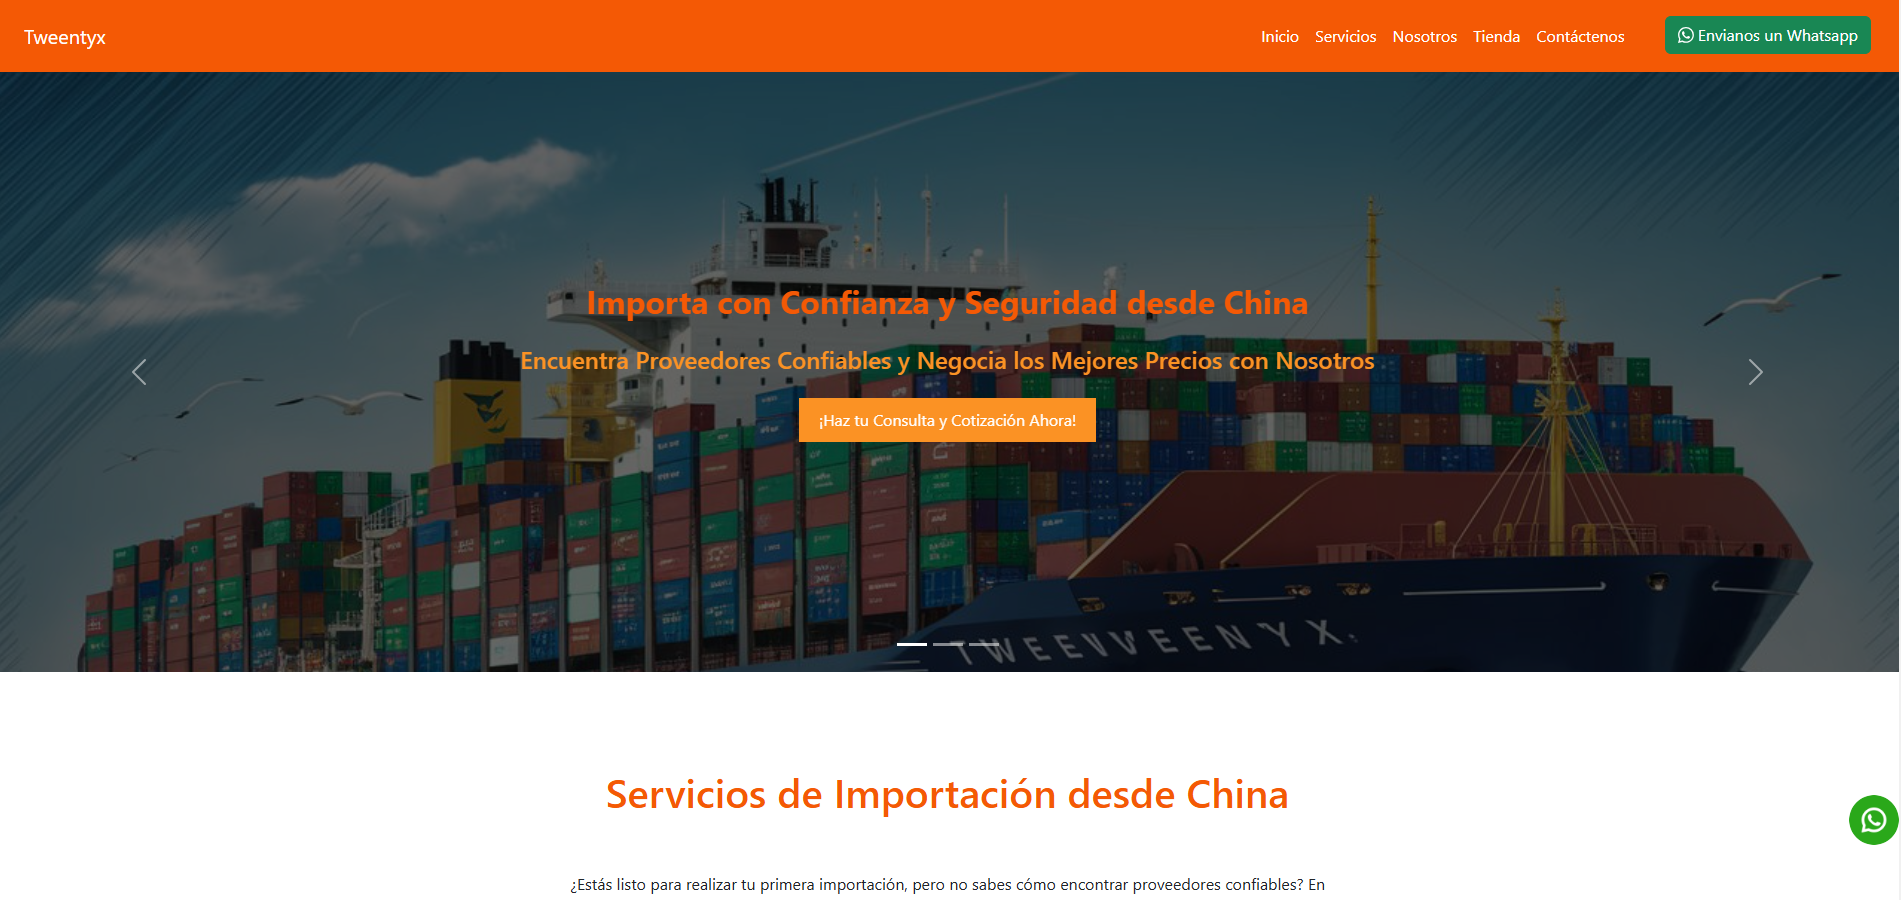 Tweentyx
Inicio Servicios Nosotros Tienda Contáctenos
Envianos un Whatsapp
Importa con Confianza y Seguridad desde China
Encuentra Proveedores Confiables y Negocia los Mejores Precios con Nosotros
¡Haz tu Consulta y Cotización Ahora!
TWEEVVEENYX.
Servicios de Importación desde China
¿Estás listo para realizar tu primera importación, pero no sabes cómo encontrar proveedores confiables? En